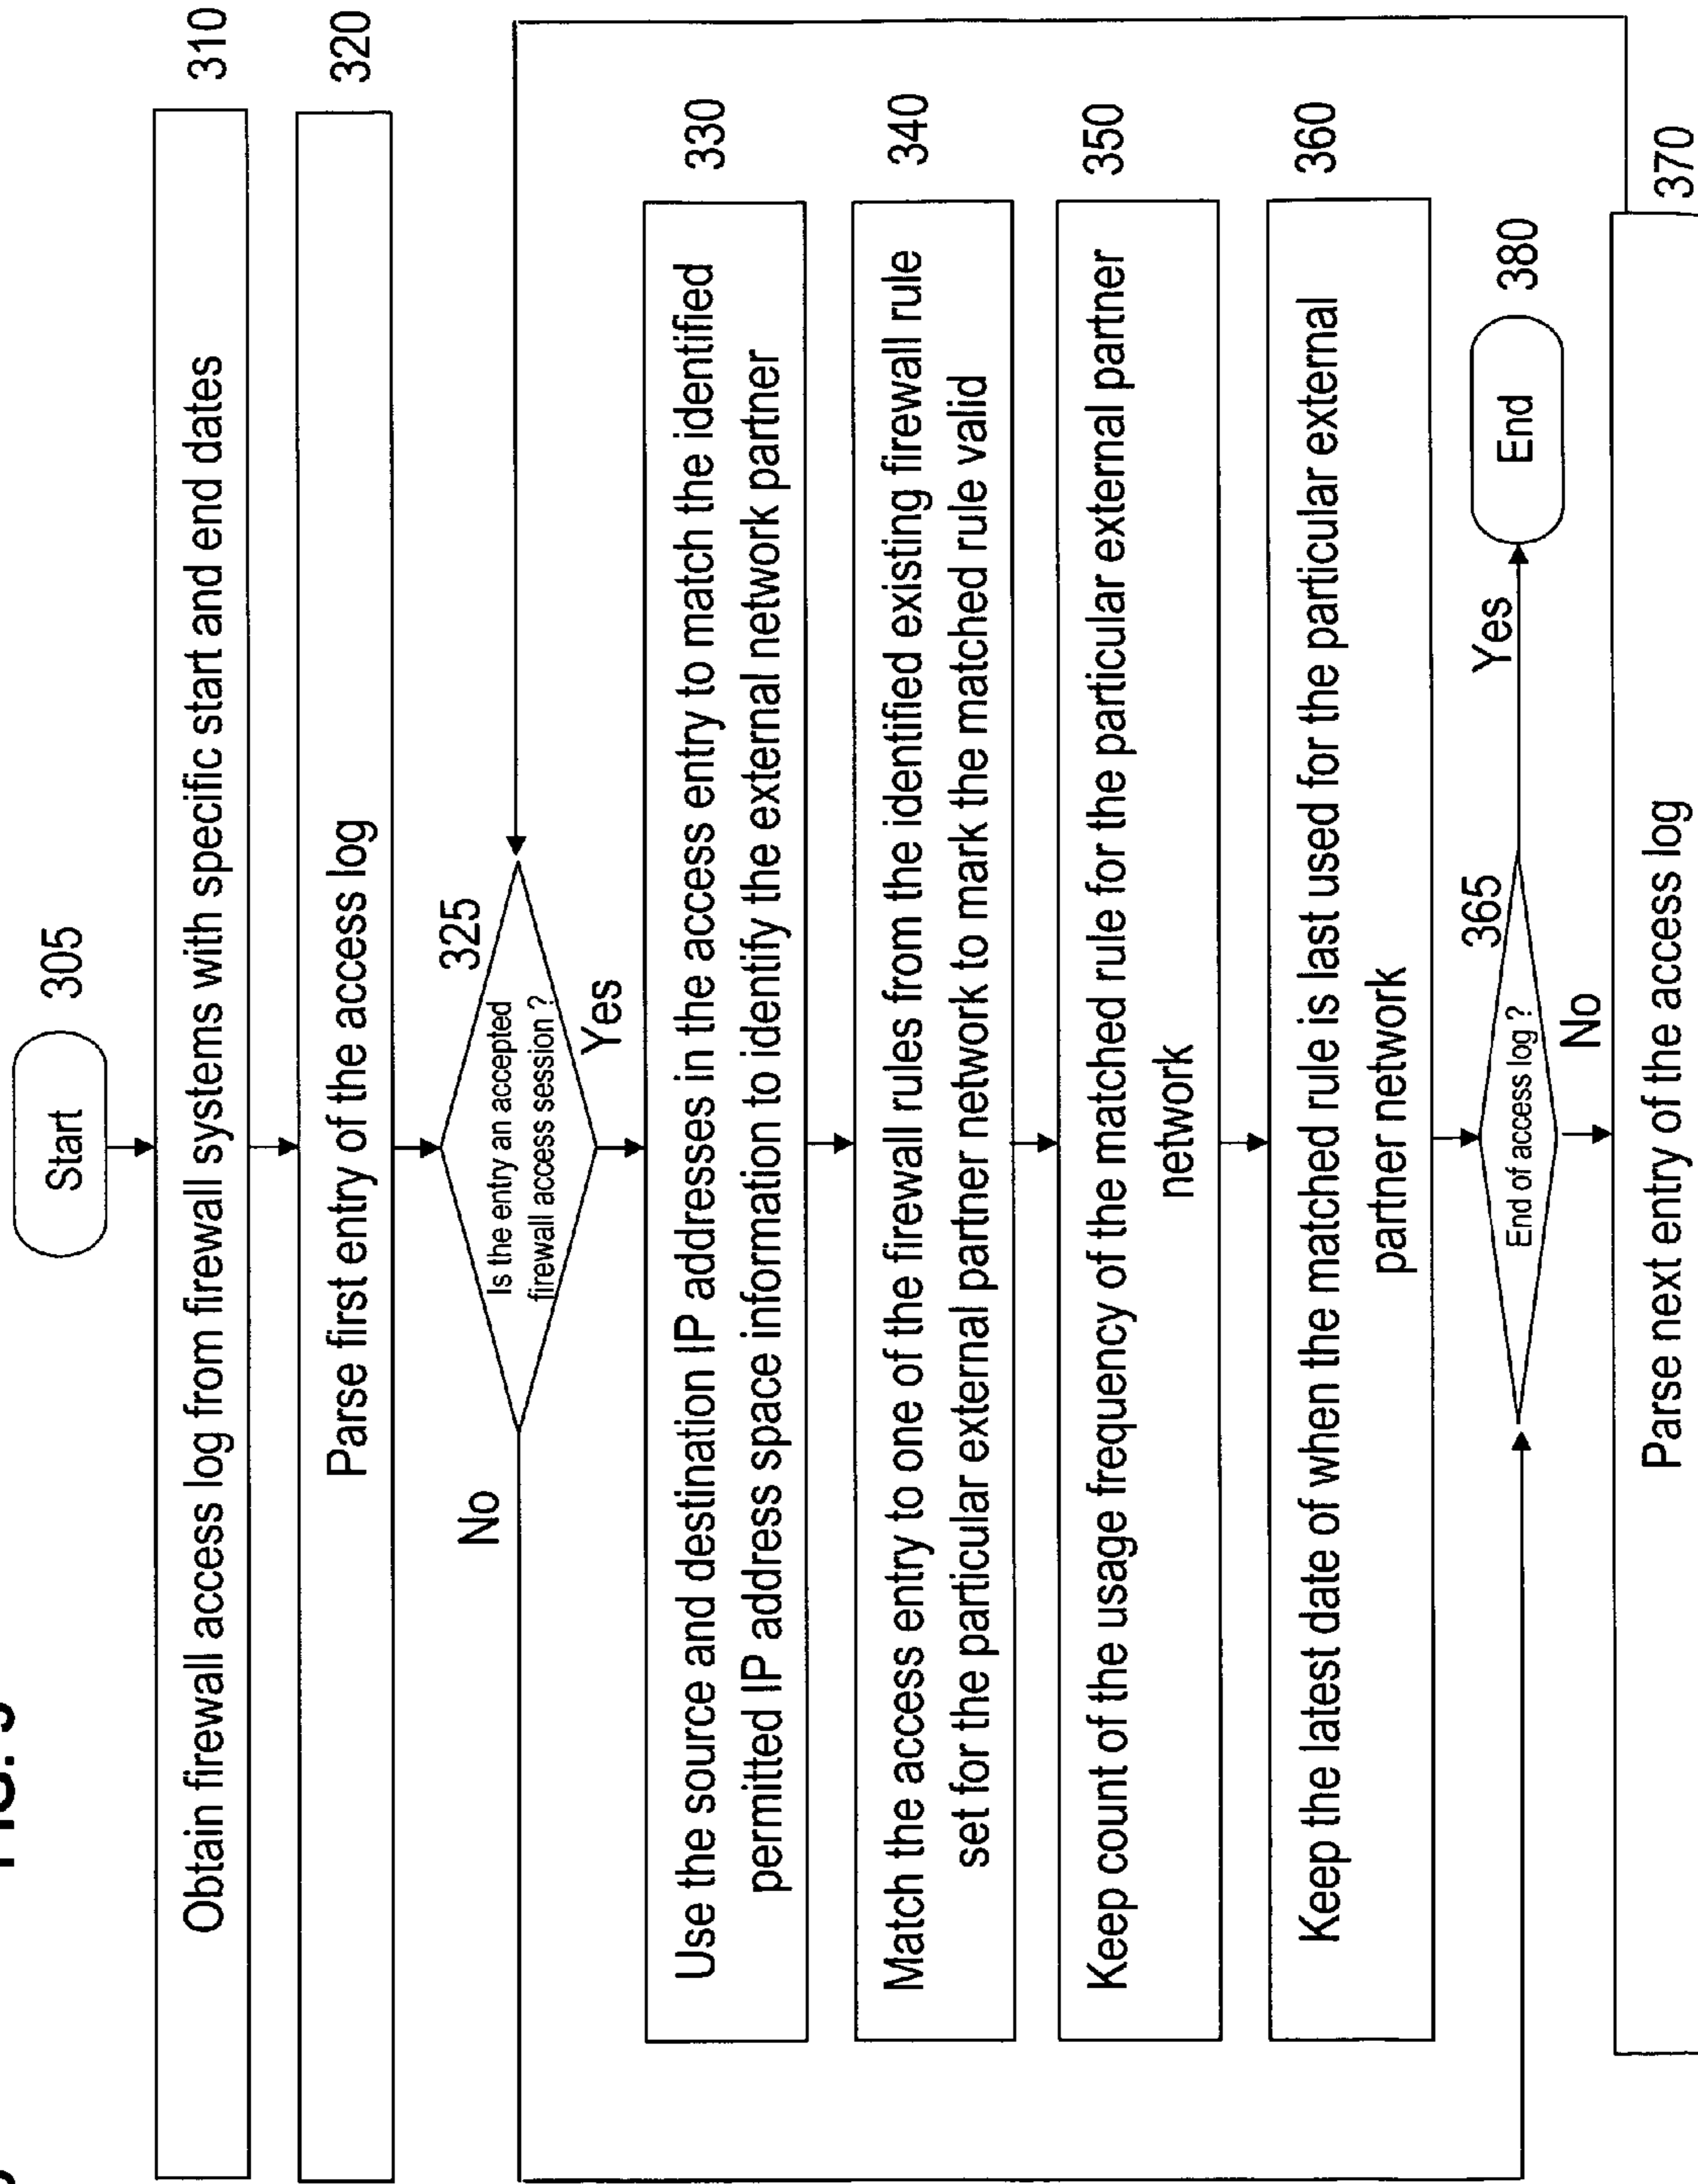 Start 305
Obtain firewall access log from firewall systems with specific start and end dates 310
Parse first entry of the access log 320
325
Is the entry an accepted
firewall access session ?
No
Yes
Use the source and destination IP addresses in the access entry to match the identified
permitted IP address space information to identify the external network partner
330
Match the access entry to one of the firewall rules from the identified existing firewall rule
set for the particular external partner network to mark the matched rule valid
340
Keep count of the usage frequency of the matched rule for the particular external partner
network
350
Keep the latest date of when the matched rule is last used for the particular external
partner network
360
365
End of access log ?
Yes
End 380
No
Parse next entry of the access log 370